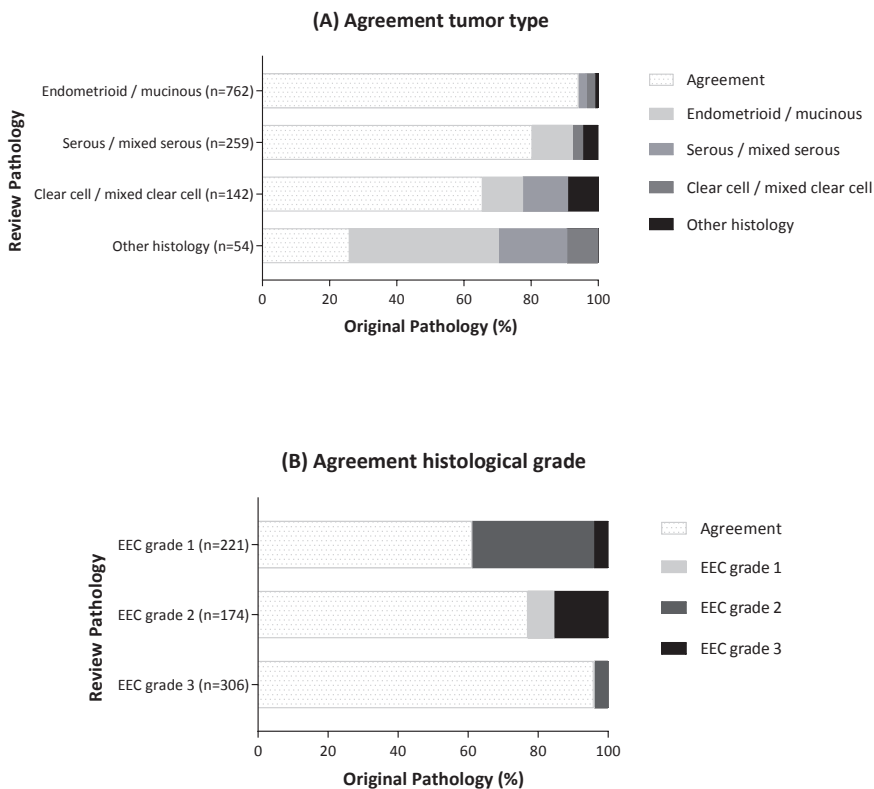 (A) Agreement tumor type
Review Pathology
Endometrioid / mucinous (n=762)
Serous / mixed serous (n=259)
Clear cell / mixed clear cell (n=142)
Other histology (n=54)
0 20 40 60 80 100
Original Pathology (%)
Agreement
Endometrioid / mucinous
Serous / mixed serous
Clear cell / mixed clear cell
Other histology
(B) Agreement histological grade
Review Pathology
EEC grade 1 (n=221)
EEC grade 2 (n=174)
EEC grade 3 (n=306)
0 20 40 60 80 100
Original Pathology (%)
Agreement
EEC grade 1
EEC grade 2
EEC grade 3